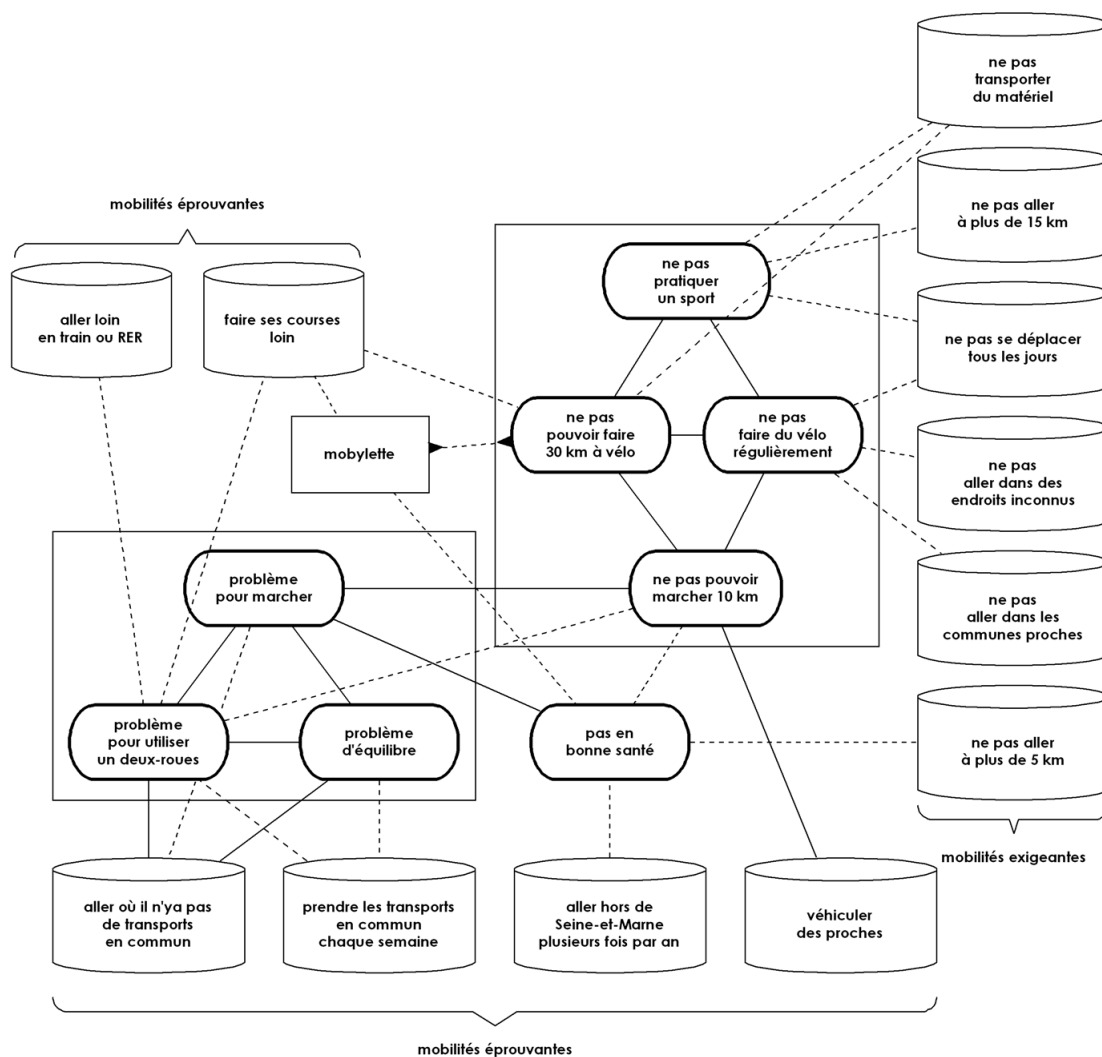 ne pas
transporter
du matériel
ne pas aller
à plus de 15 km
mobilités éprouvantes
ne pas
pratiquer
un sport
aller loin
en train ou RER
faire ses courses
loin
ne pas se déplacer
tous les jours
ne pas
pouvoir faire
30 km à vélo
ne pas
faire du vélo
régulièrement
mobylette
ne pas
aller dans des
endroits inconnus
problème
pour marcher
ne pas pouvoir
marcher 10 km
ne pas
aller dans les
communes proches
problème
pour utiliser
un deux-roues
problème
d'équilibre
pas en
bonne santé
ne pas aller
à plus de 5 km
mobilités exigeantes
aller où il n'ya pas
de transports
en commun
prendre les transports
en commun
chaque semaine
aller hors de
Seine-et-Marne
plusieurs fois par an
véhiculer
des proches
mobilités éprouvantes